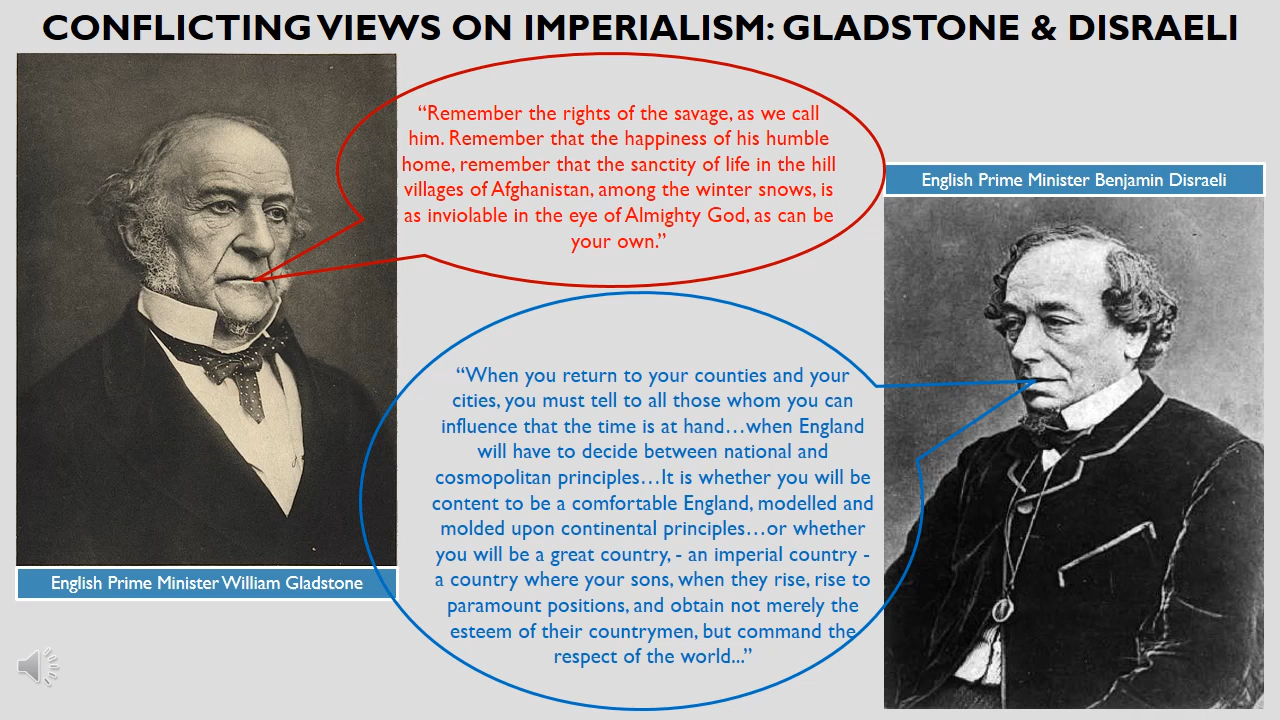 CONFLICTING VIEWS ON IMPERIALISM: GLADSTONE & DISRAELI
“Remember the rights of the savage, as we call
him. Remember that the happiness of his humble
home, remember that the sanctity of life in the hill
villages of Afghanistan, among the winter snows, is
as inviolable in the eye of Almighty God, as can be
your own.”
English Prime Minister Benjamin Disraeli
“When you return to your counties and your
cities, you must tell to all those whom you can
influence that the time is at hand…when England
will have to decide between national and
cosmopolitan principles…It is whether you will be
content to be a comfortable England, modelled and
molded upon continental principles…or whether
you will be a great country, - an imperial country -
a country where your sons, when they rise, rise to
paramount positions, and obtain not merely the
esteem of their countrymen, but command the
respect of the world...”
English Prime Minister William Gladstone